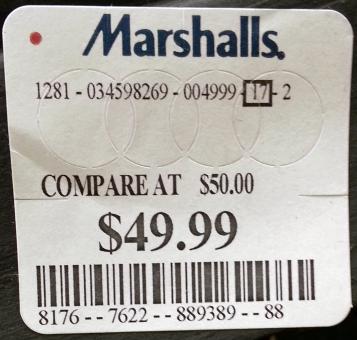 Marshalls.
1281 - 034598269 - 004999 - 17 - 2
COMPARE AT $50.00
$49.99
8176 - - 7622 - - 889389 - - 88